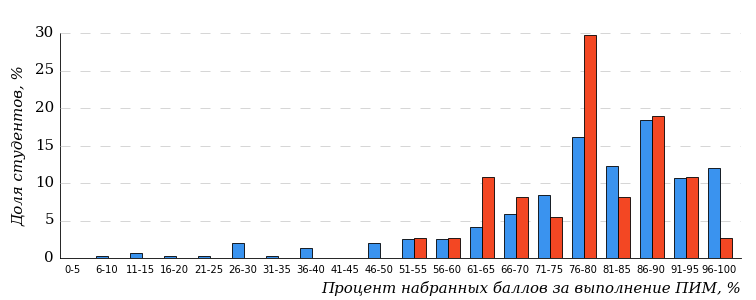 30
25
20
15
10
5
0
Доля студентов, %
0-5 6-10 11-15 16-20 21-25 26-30 31-35 36-40 41-45 46-50 51-55 56-60 61-65 66-70 71-75 76-80 81-85 86-90 91-95 96-100
Процент набранных баллов за выполнение ПИМ, %